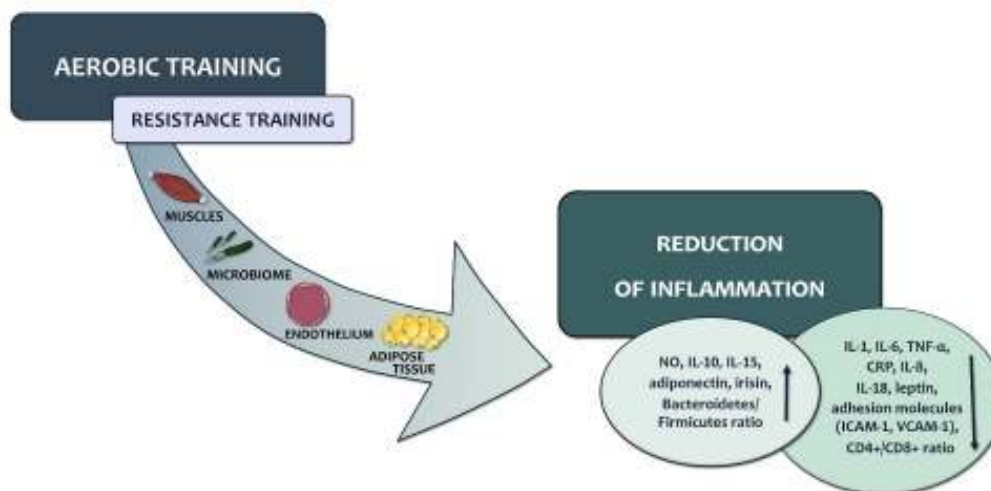 AEROBIC TRAINING
RESISTANCE TRAINING
MUSCLES
MICROBIOME
ENDOTHELIUM
ADIPOSE
TISSUE
REDUCTION
OF INFLAMMATION
NO, IL-10, IL-15,
adiponectin, irisin,
Bacteroidetes/
Firmicutes ratio
IL-1, IL-6, TNF-α,
CRP, IL-8,
IL-18, leptin,
adhesion molecules
(ICAM-1, VCAM-1),
CD4+/CD8+ ratio